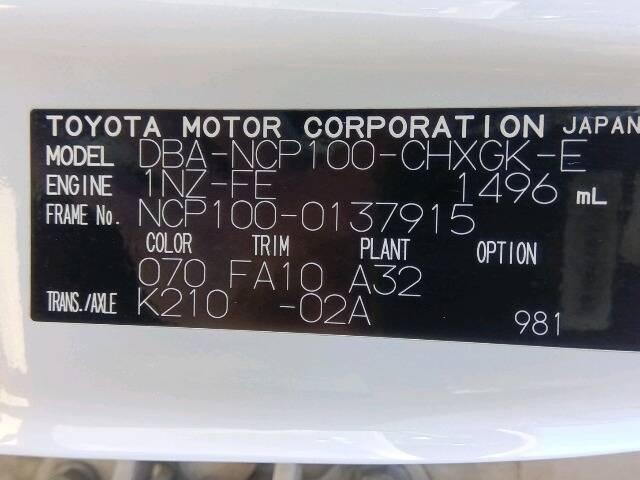 TOYOTA MOTOR CORPORATION JAPAN
MODEL DBA-NCP100-CHXGK-E
ENGINE 1NZ-FE 1496 mL
FRAME No. NCP100-0137915
COLOR TRIM PLANT OPTION
070 FA10 A32
TRANS./AXLE K210 -02A
981